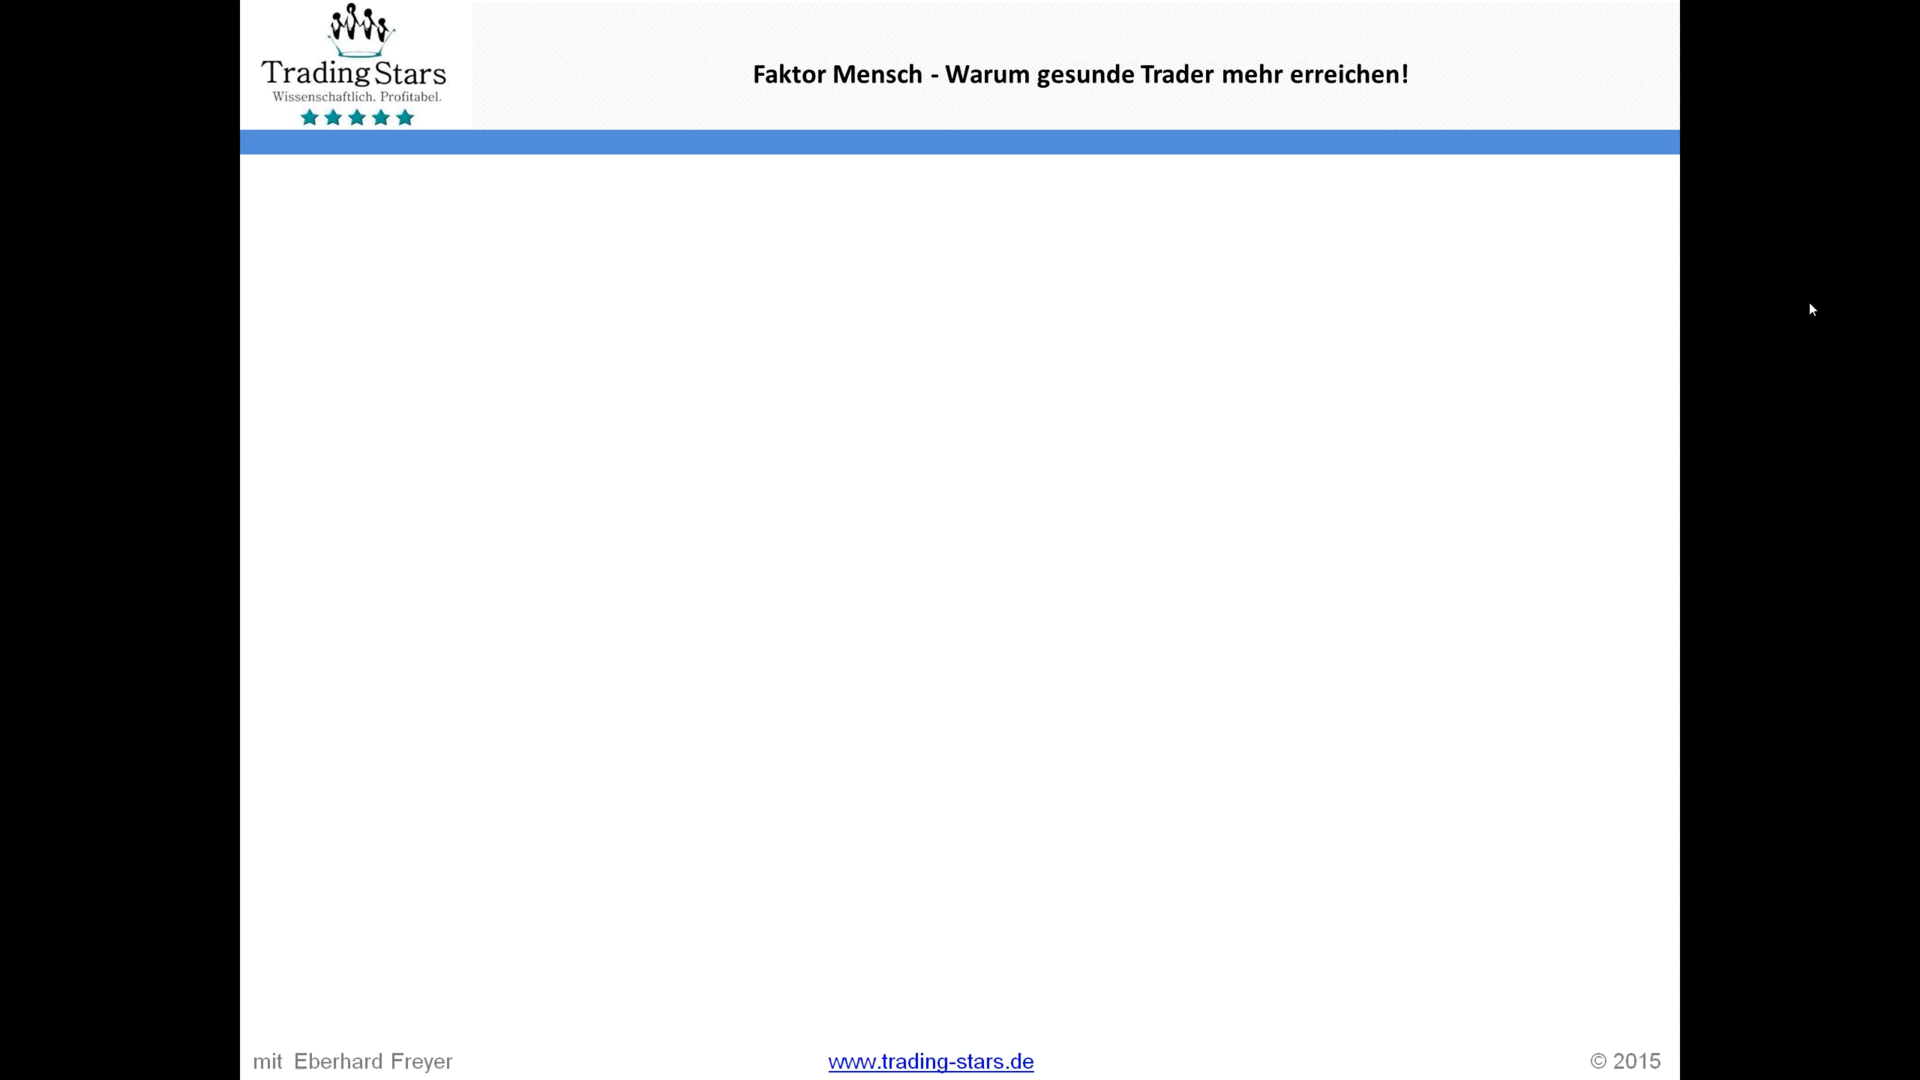 Trading Stars
Wissenschaftlich. Profitabel.
Faktor Mensch - Warum gesunde Trader mehr erreichen!
mit Eberhard Freyer
www.trading-stars.de
© 2015